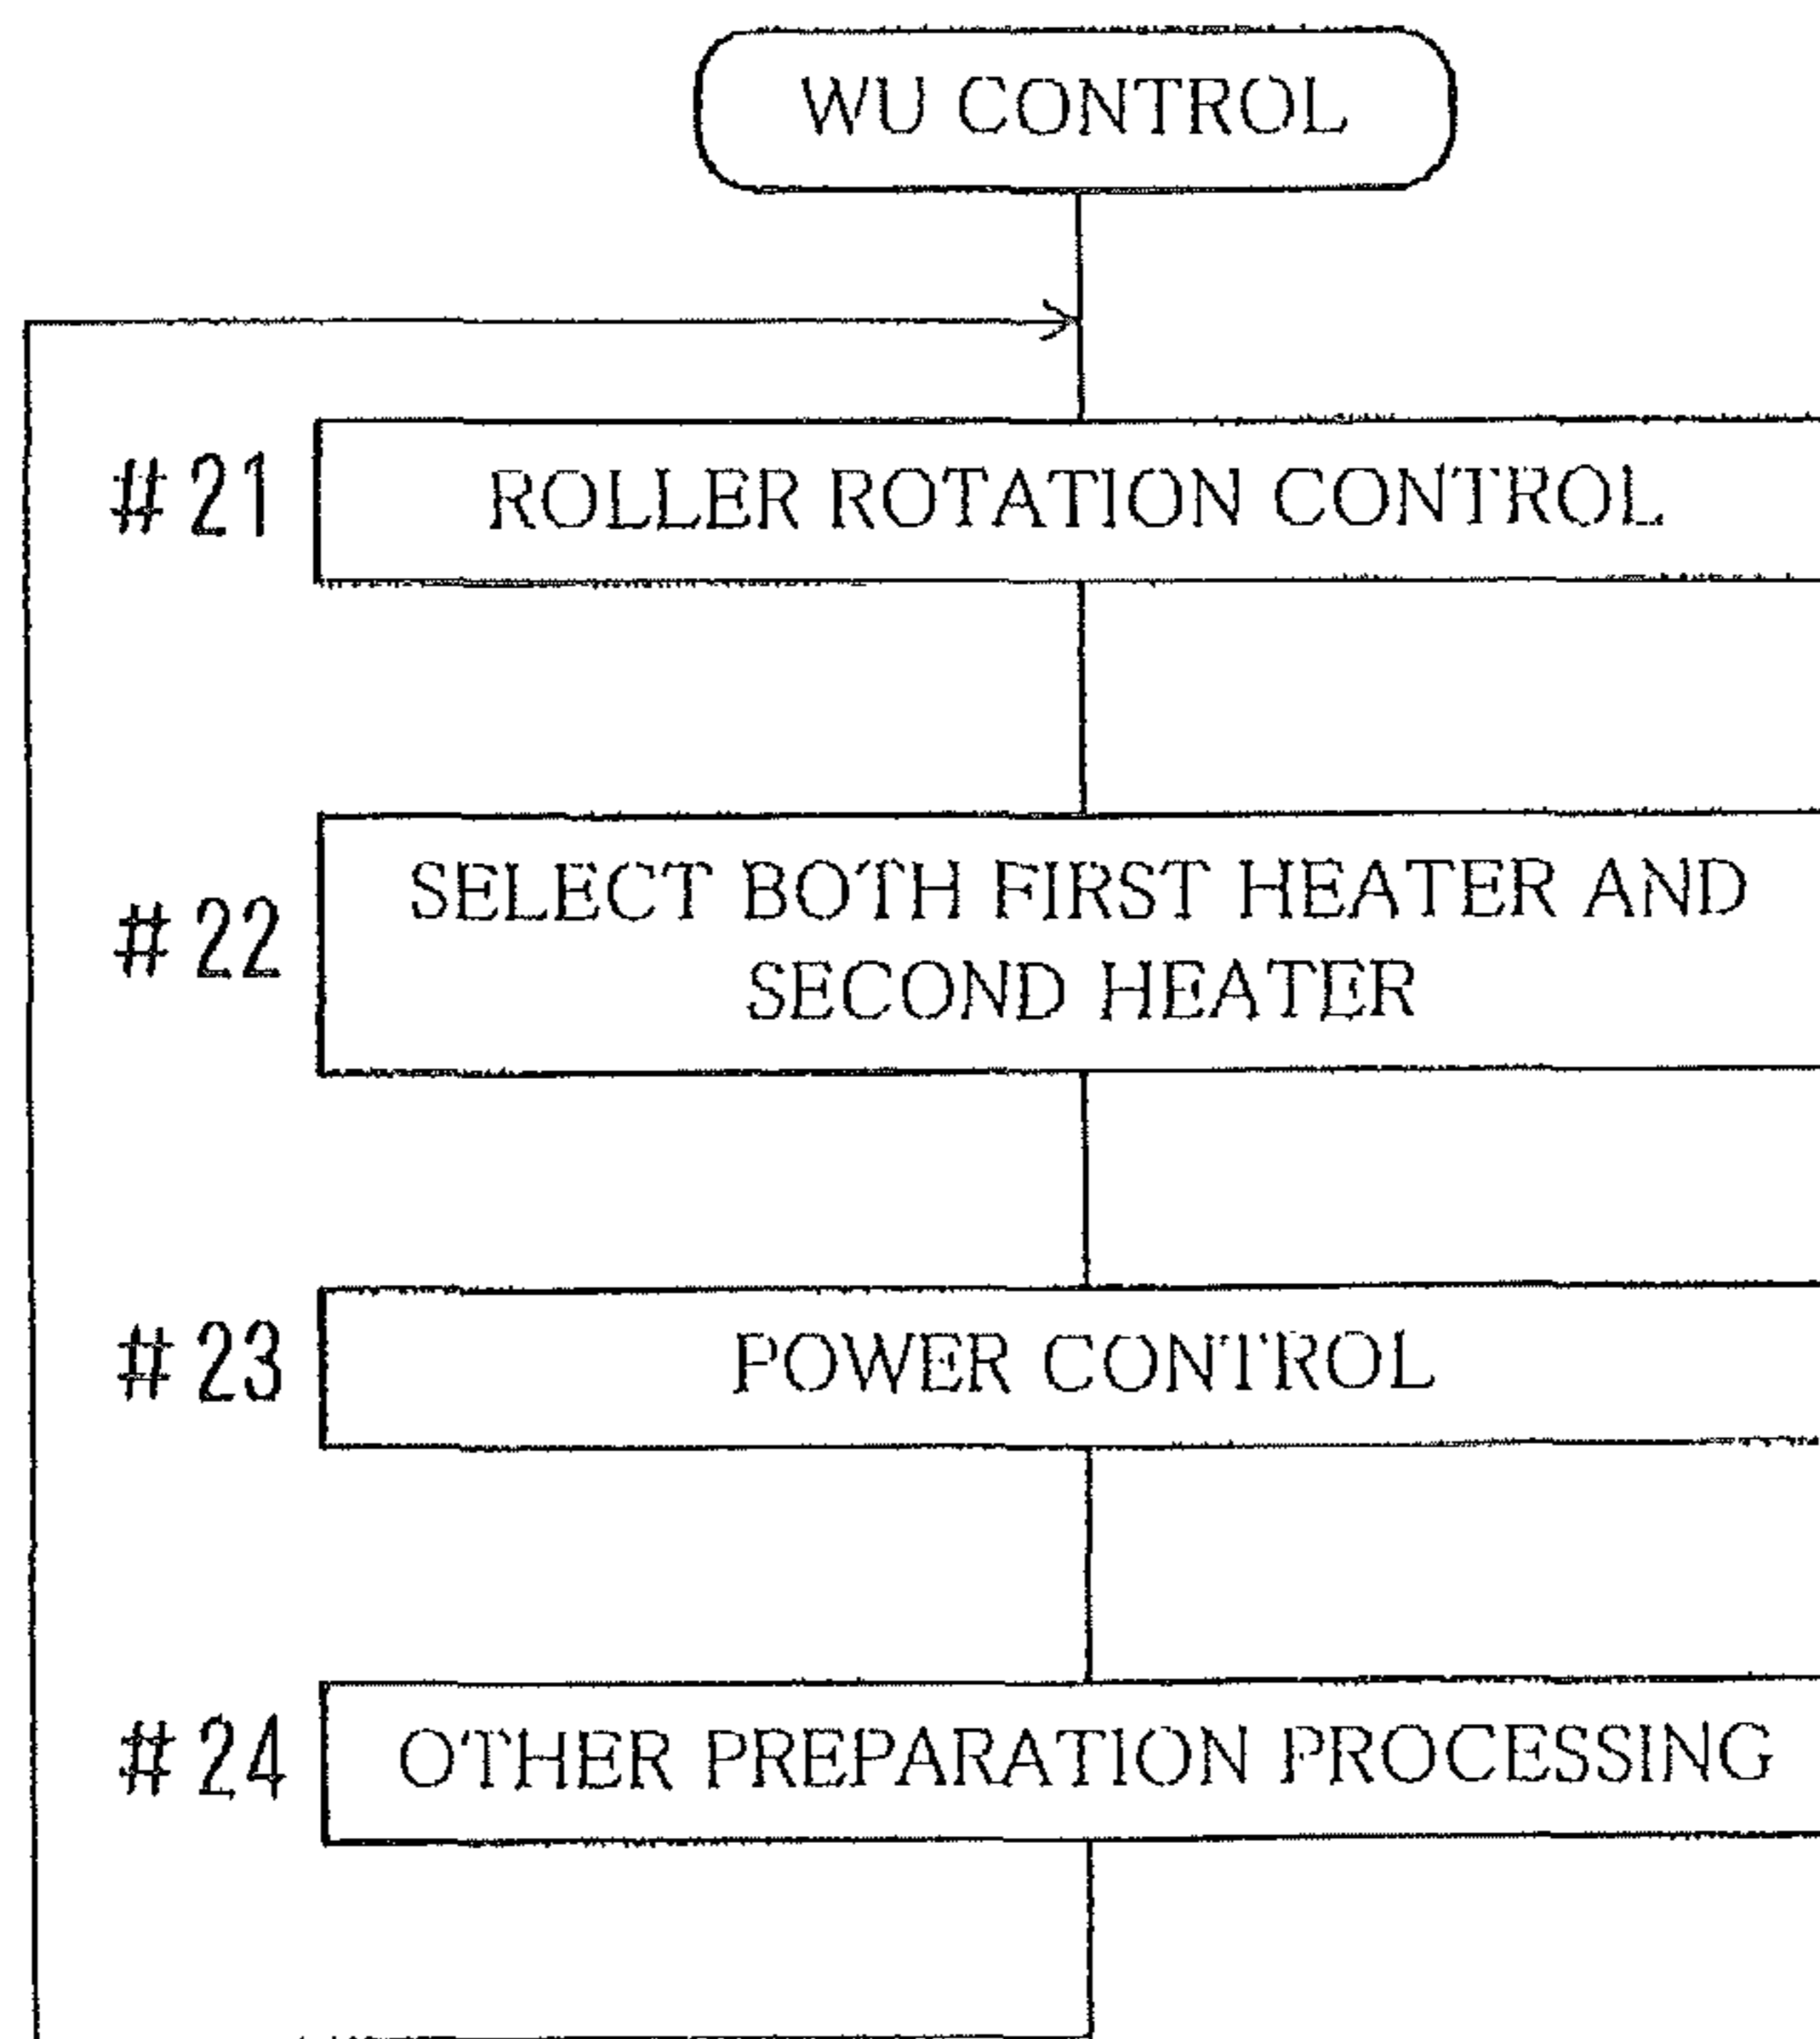 WU CONTROL
#21 ROLLER ROTATION CONTROL
#22 SELECT BOTH FIRST HEATER AND
SECOND HEATER
#23 POWER CONTROL
#24 OTHER PREPARATION PROCESSING